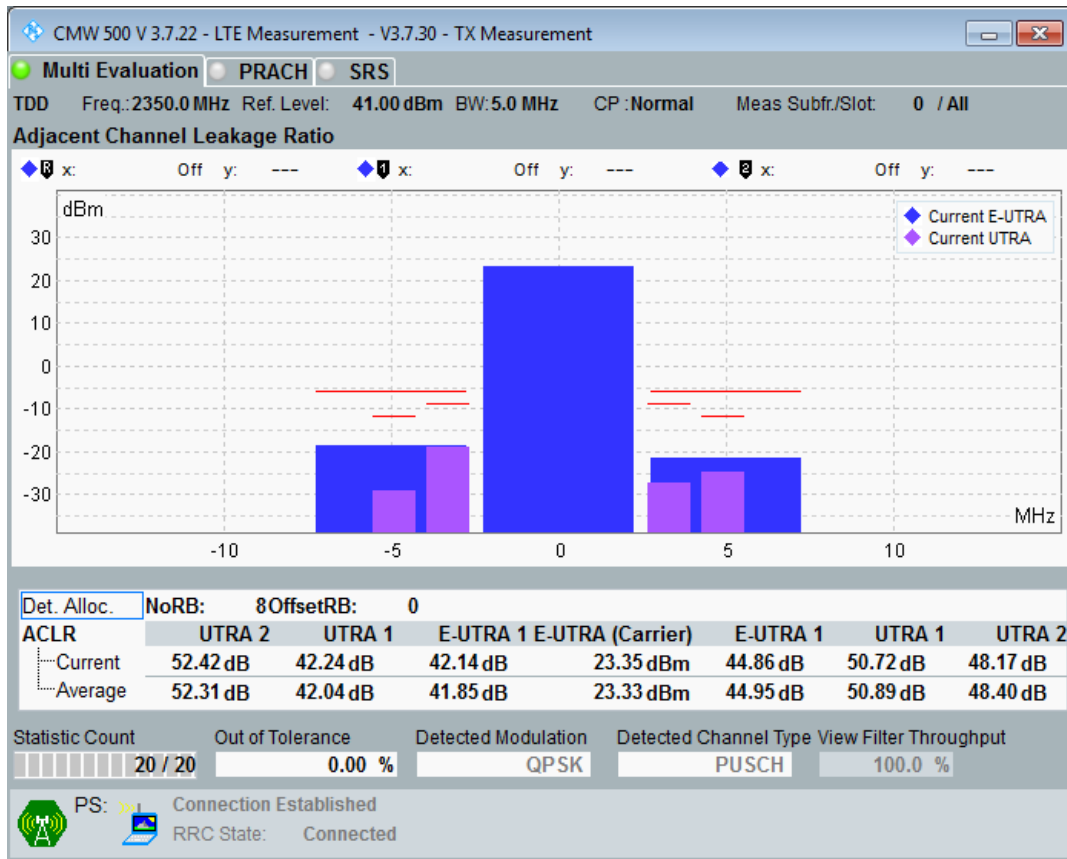 CMW 500 V 3.7.22 - LTE Measurement - V3.7.30 - TX Measurement
Multi Evaluation PRACH SRS
TDD Freq.: 2350.0 MHz Ref. Level: 41.00 dBm BW: 5.0 MHz CP : Normal Meas Subfr./Slot: 0 / All
Adjacent Channel Leakage Ratio
R x: Off y: --- 1 x: Off y: --- 2 x: Off y: ---
dBm
Current E-UTRA
Current UTRA
30
20
10
0
-10
-20
-30
MHz
-10 -5 0 5 10
Det. Alloc. NoRB: 8 OffsetRB: 0
ACLR UTRA 2 UTRA 1 E-UTRA 1 E-UTRA (Carrier) E-UTRA 1 UTRA 1 UTRA 2
Current 52.42 dB 42.24 dB 42.14 dB 23.35 dBm 44.86 dB 50.72 dB 48.17 dB
Average 52.31 dB 42.04 dB 41.85 dB 23.33 dBm 44.95 dB 50.89 dB 48.40 dB
Statistic Count Out of Tolerance Detected Modulation Detected Channel Type View Filter Throughput
20 / 20 0.00 % QPSK PUSCH 100.0 %
PS: Connection Established
RRC State: Connected